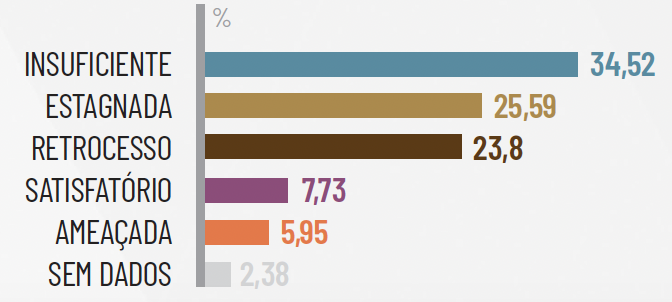 %
INSUFICIENTE 34,52
ESTAGNADA 25,59
RETROCESSO 23,8
SATISFATÓRIO 7,73
AMEAÇADA 5,95
SEM DADOS 2,38